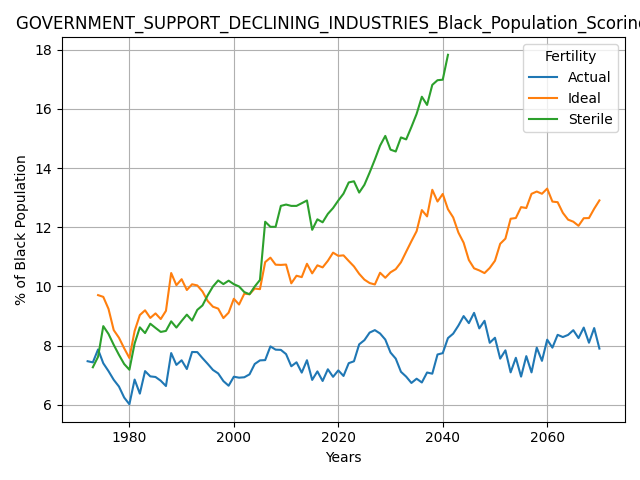 GOVERNMENT_SUPPORT_DECLINING_INDUSTRIES_Black_Population_Scoring
Fertility
Actual
Ideal
Sterile
% of Black Population
18
16
14
12
10
8
6
1980
2000
2020
2040
2060
Years